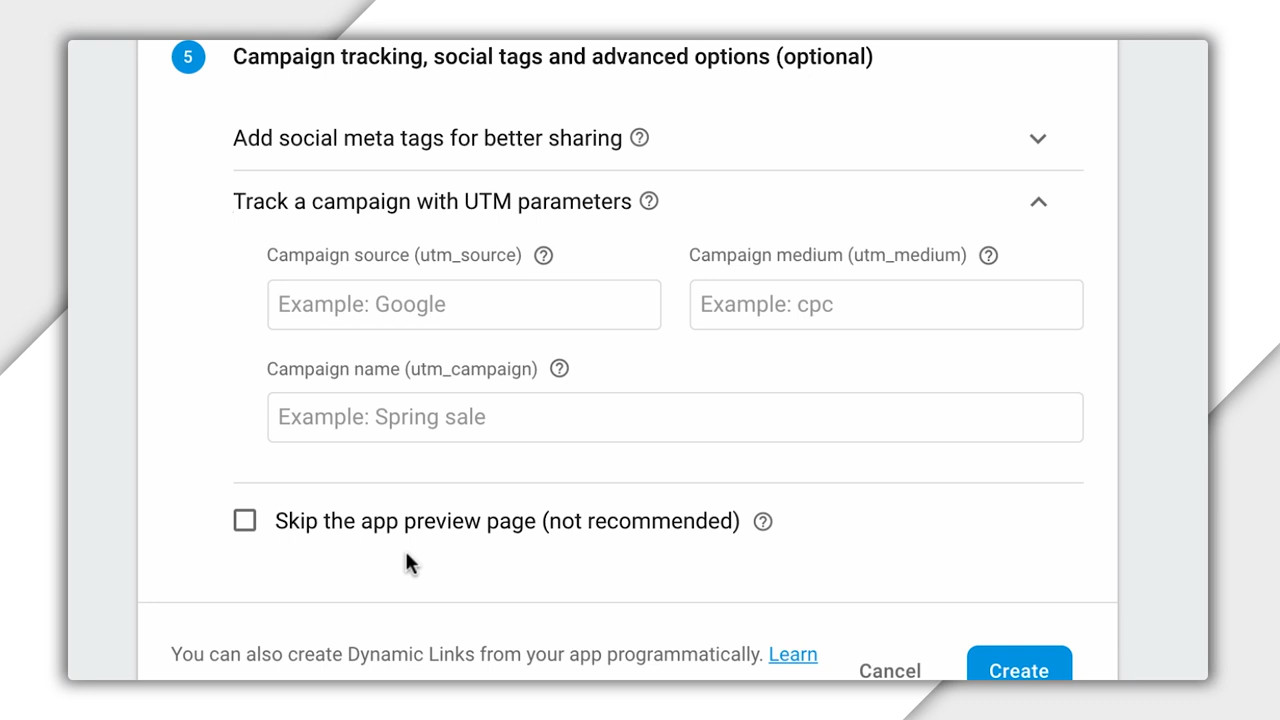 5 Campaign tracking, social tags and advanced options (optional)
Add social meta tags for better sharing
Track a campaign with UTM parameters
Campaign source (utm_source) Campaign medium (utm_medium)
Example: Google Example: cpc
Campaign name (utm_campaign)
Example: Spring sale
Skip the app preview page (not recommended)
You can also create Dynamic Links from your app programmatically. Learn
Cancel Create